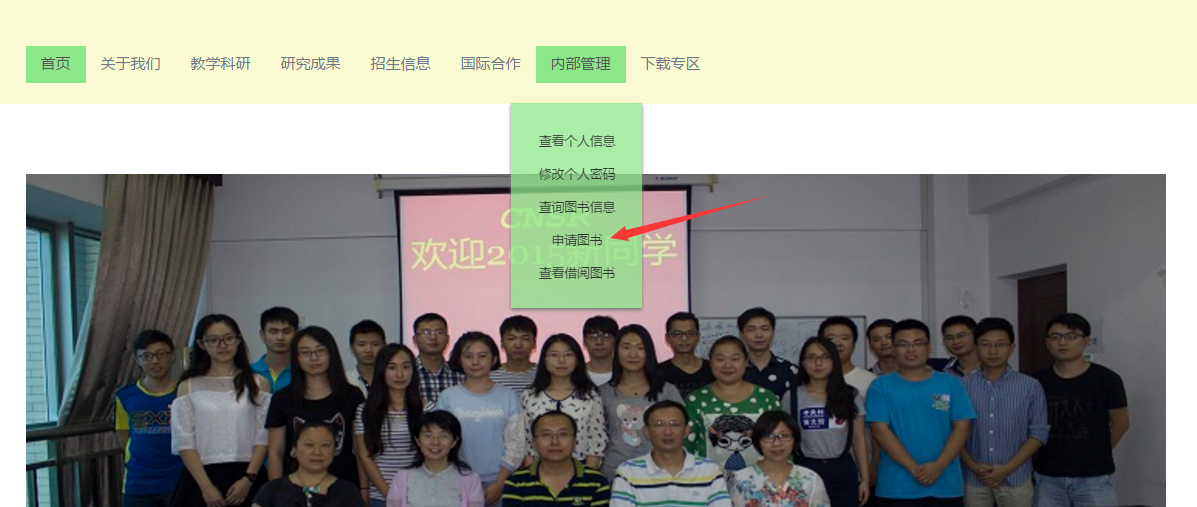 首页 关于我们 教学科研 研究成果 招生信息 国际合作 内部管理 下载专区
查看个人信息
修改个人密码
查询图书信息
申请图书
查看借阅图书
CNSR
欢迎2015新同学